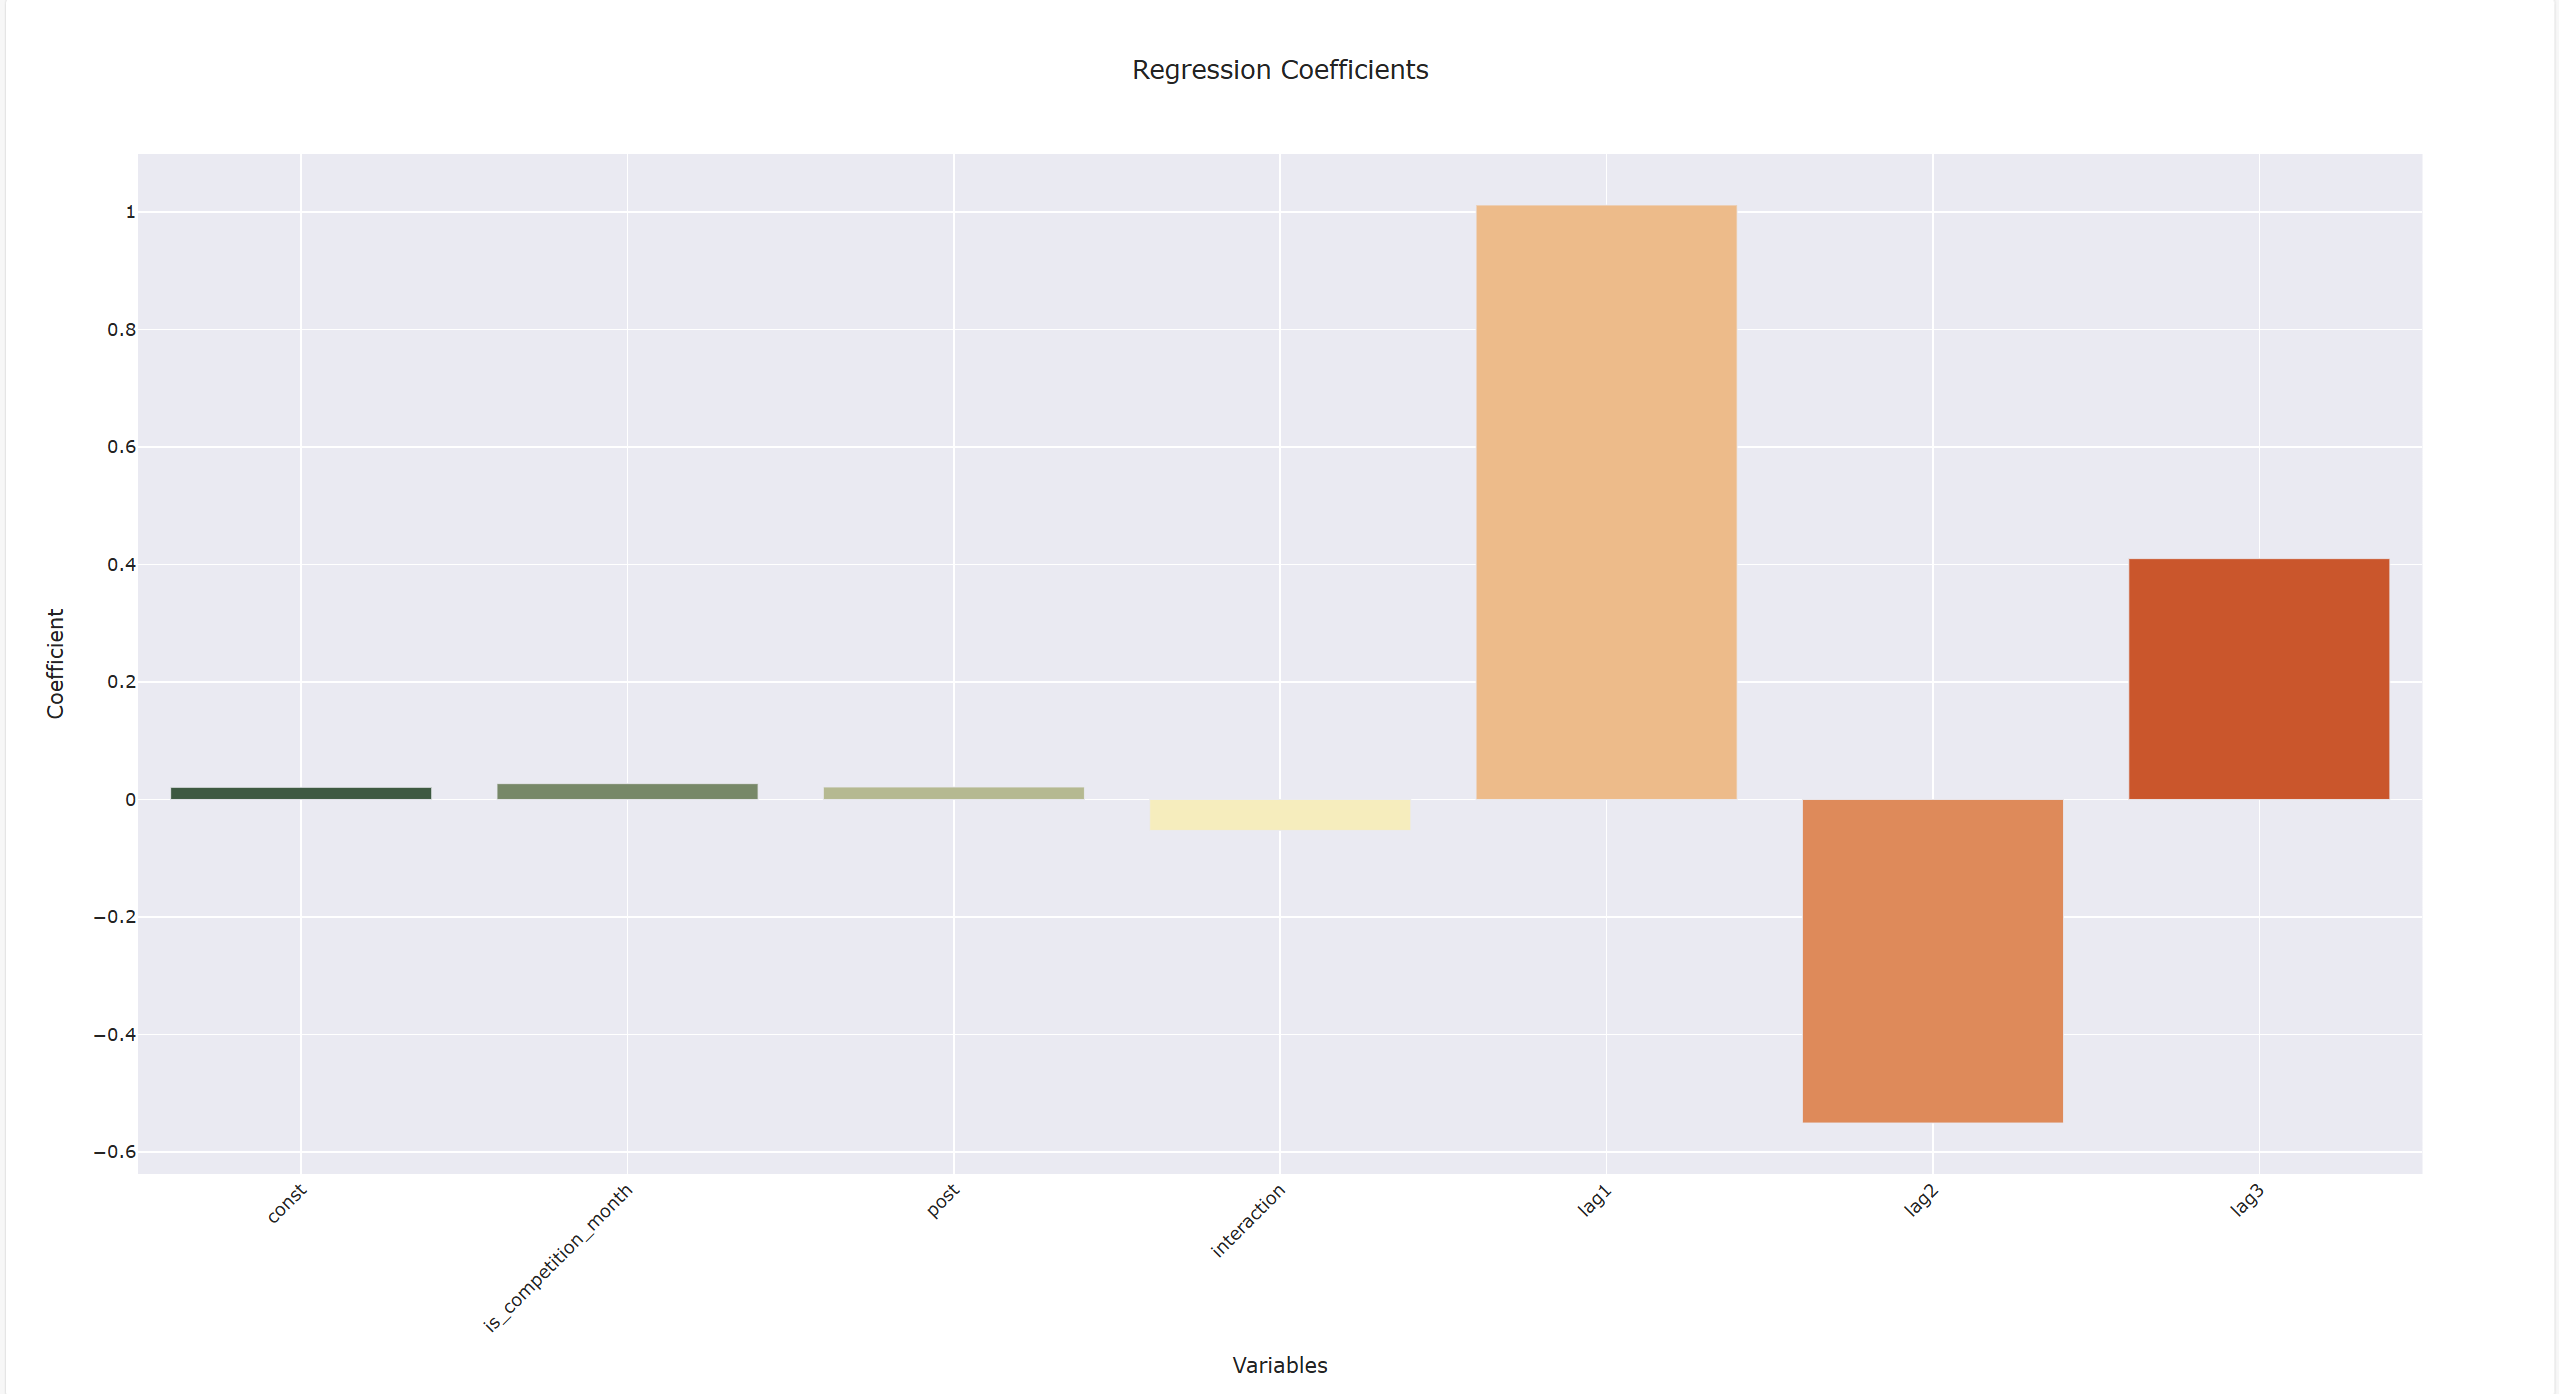 Regression Coefficients
Coefficient
1
0.8
0.6
0.4
0.2
0
−0.2
−0.4
−0.6
const
is_competition_month
post
interaction
lag1
lag2
lag3
Variables